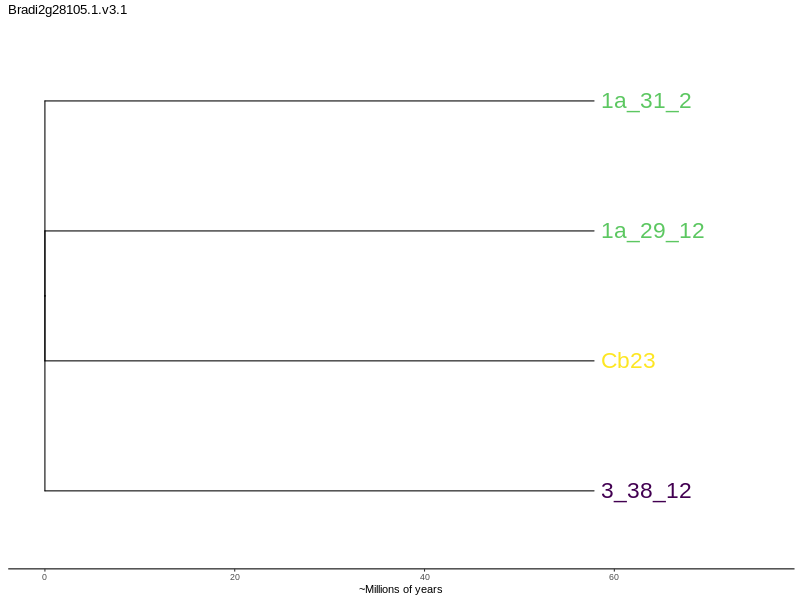 Bradi2g28105.1.v3.1
1a_31_2
1a_29_12
Cb23
3_38_12
0 20 40 60
~Millions of years